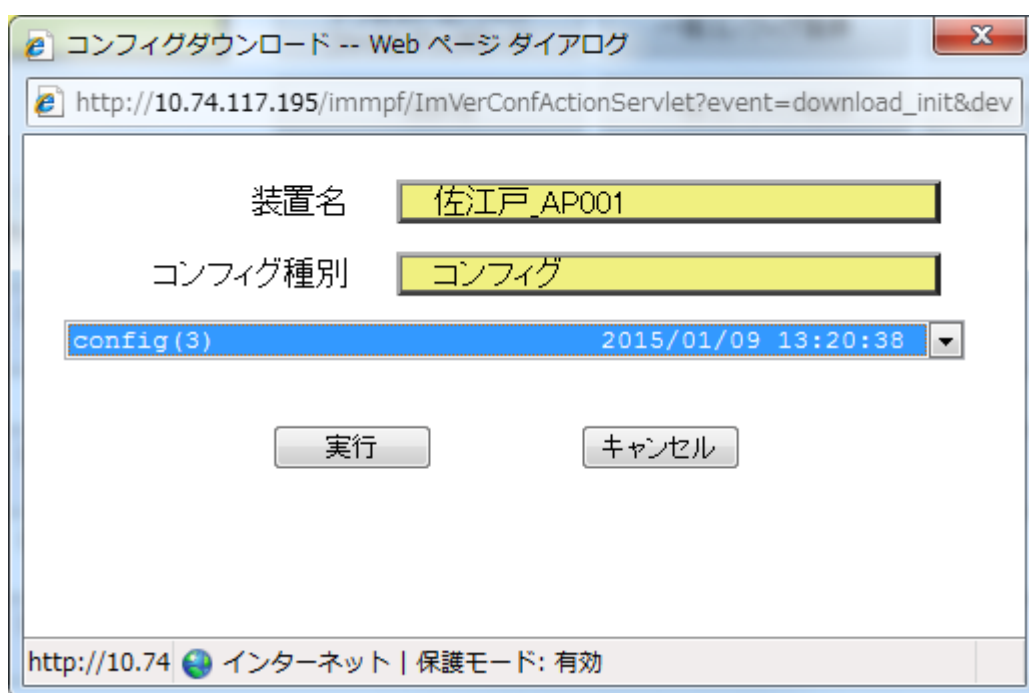 コンフィグダウンロード -- Web ページ ダイアログ
http://10.74.117.195/immpf/ImVerConfActionServlet?event=download_init&dev
装置名 佐江戸_AP001
コンフィグ種別 コンフィグ
config(3) 2015/01/09 13:20:38
実行 キャンセル
http://10.74 インターネット | 保護モード: 有効